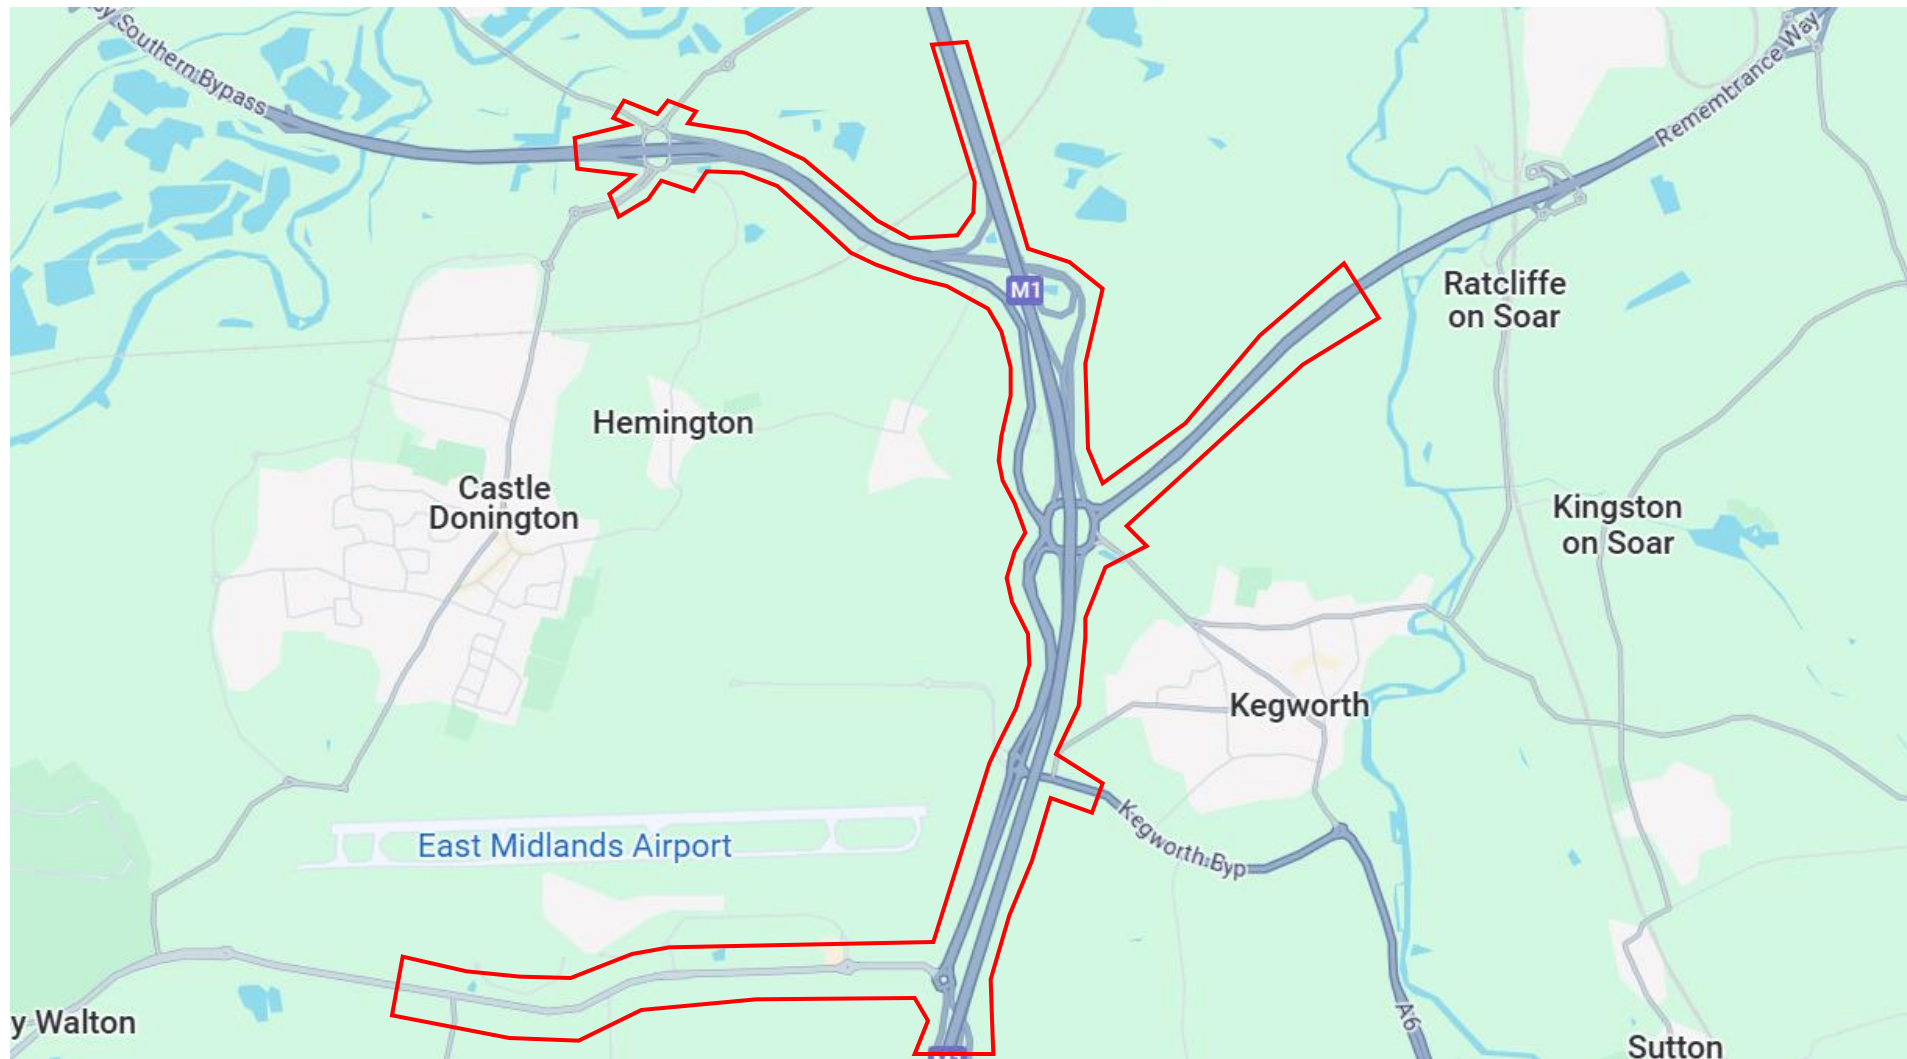 Southern Bypass
Remembrance Way
M1
Ratcliffe
on Soar
Hemington
Castle
Donington
Kingston
on Soar
Kegworth
East Midlands Airport
Kegworth Byp
A6
y Walton
Sutton